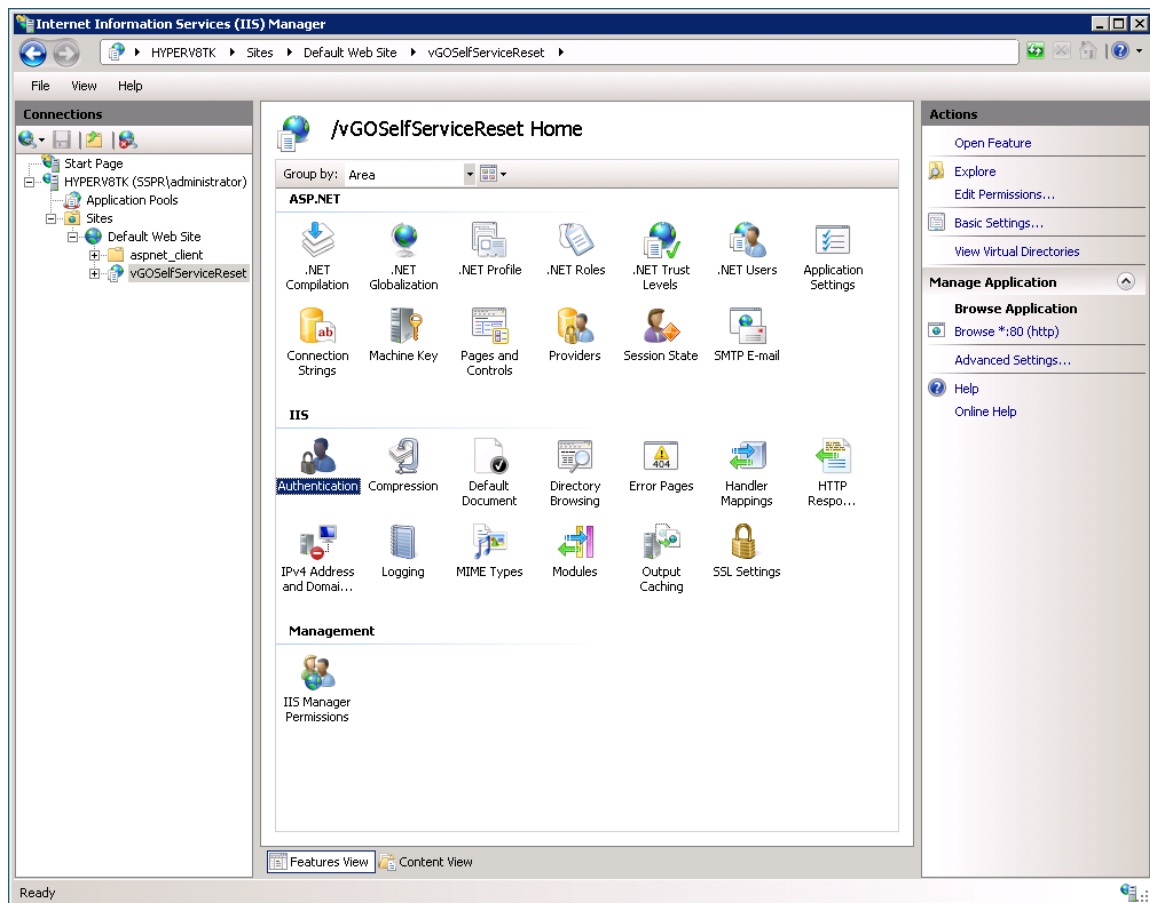 Internet Information Services (IIS) Manager
HYPERV8TK Sites Default Web Site vGOSelfServiceReset
File View Help
Connections
Start Page
HYPERV8TK (SSPR\administrator)
Application Pools
Sites
Default Web Site
aspnet_client
vGOSelfServiceReset
/vGOSelfServiceReset Home
Group by: Area
ASP.NET
.NET Compilation
.NET Globalization
.NET Profile
.NET Roles
.NET Trust Levels
.NET Users
Application Settings
ab
Connection Strings
Machine Key
Pages and Controls
Providers
Session State
SMTP E-mail
IIS
Authentication
Compression
Default Document
Directory Browsing
404
Error Pages
Handler Mappings
HTTP Respo...
IPv4 Address and Domai...
Logging
MIME Types
Modules
Output Caching
SSL Settings
Management
IIS Manager Permissions
Features View
Content View
Actions
Open Feature
Explore
Edit Permissions...
Basic Settings...
View Virtual Directories
Manage Application
Browse Application
Browse *:80 (http)
Advanced Settings...
Help
Online Help
Ready